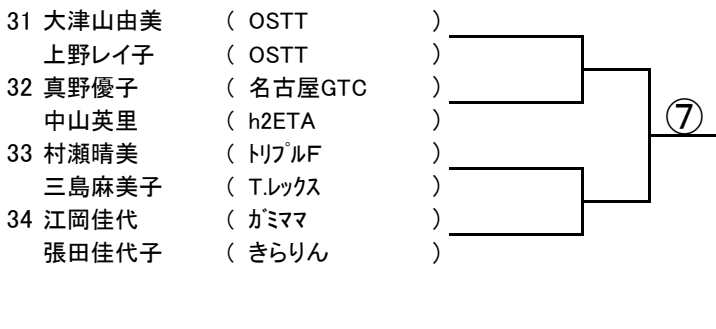 31 大津山由美 ( OSTT )
上野レイ子 ( OSTT )
32 真野優子 ( 名古屋GTC )
中山英里 ( h2ETA )
⑦
33 村瀬晴美 ( ﾄﾘﾌﾟﾙF )
三島麻美子 ( T.ﾚｯｸｽ )
34 江岡佳代 ( ｶﾞﾐﾏﾏ )
張田佳代子 ( きらりん )